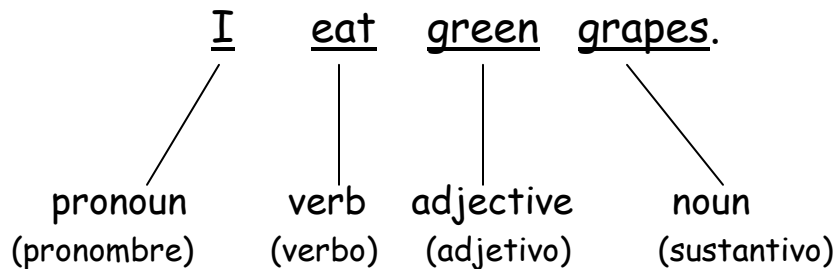 I eat green grapes.
pronoun verb adjective noun
(pronombre) (verbo) (adjetivo) (sustantivo)